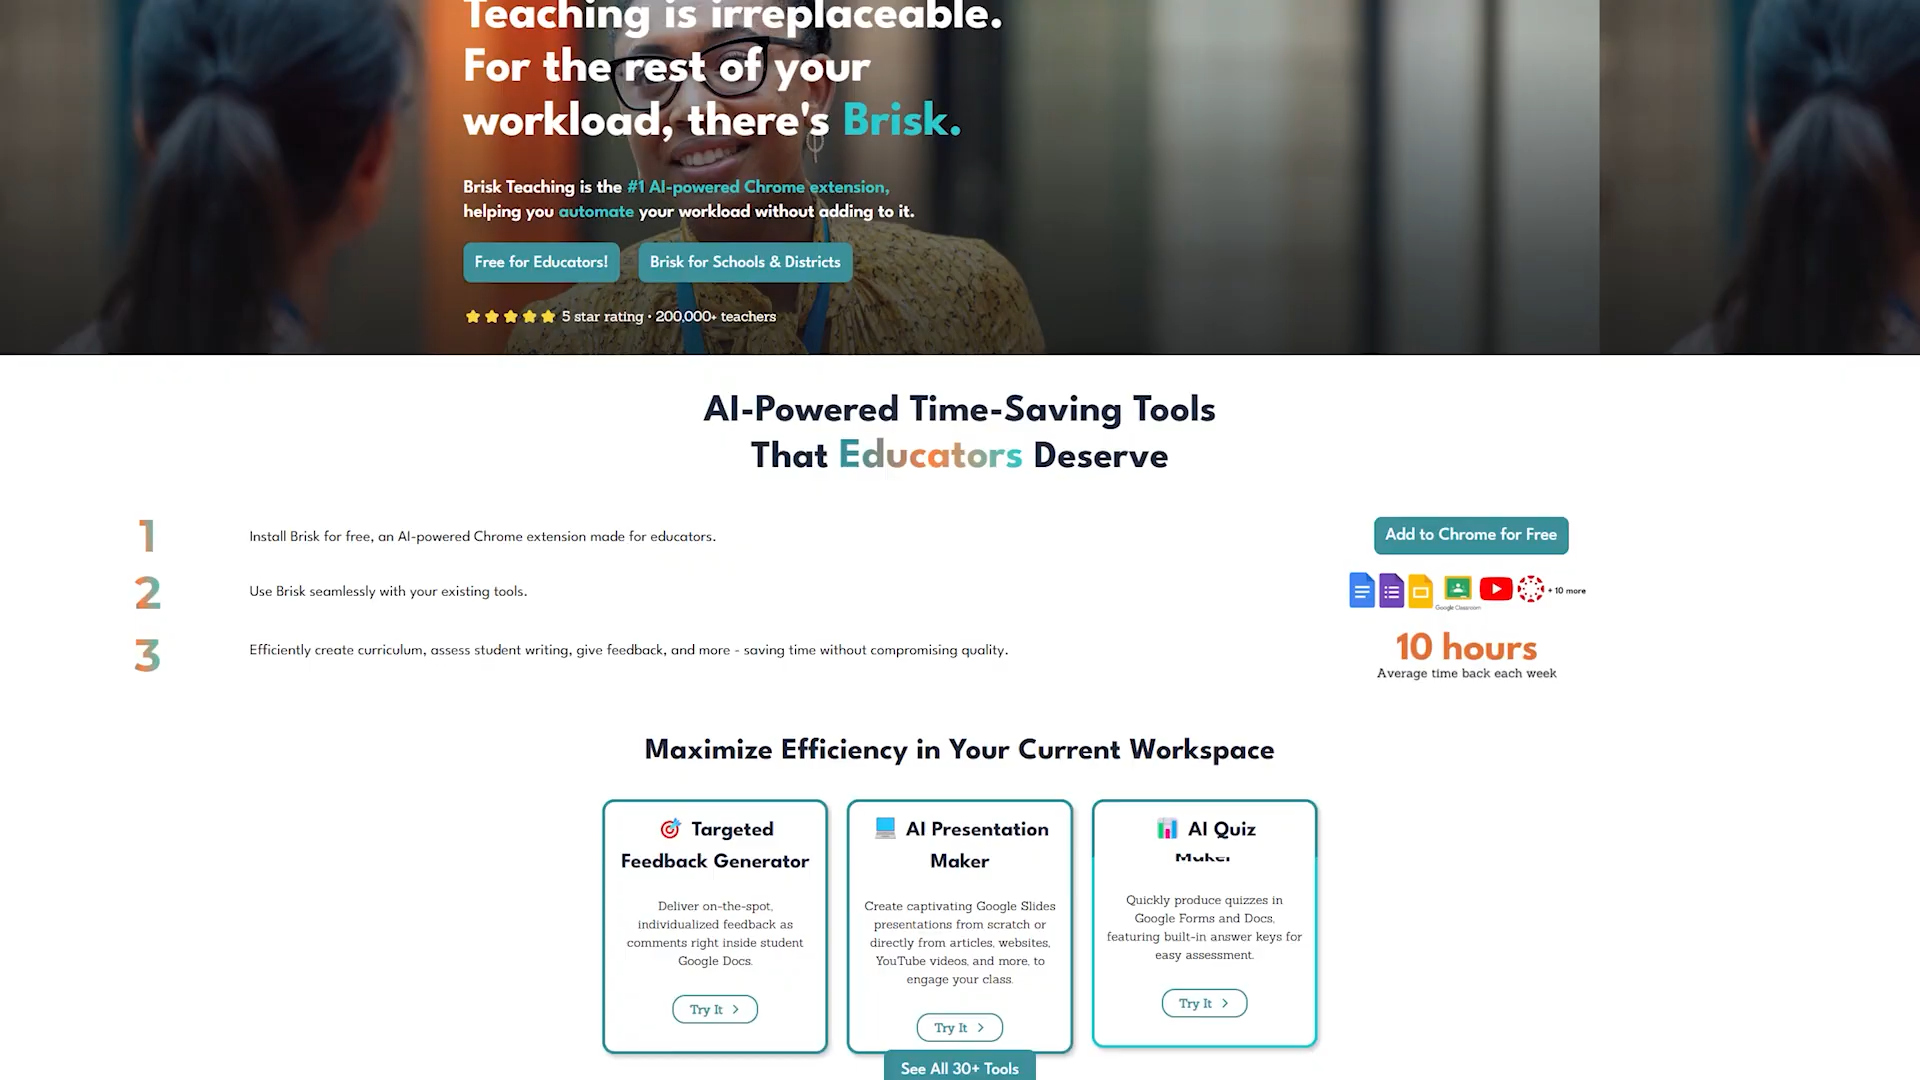 Teaching is irreplaceable.
For the rest of your
workload, there's Brisk.
Brisk Teaching is the #1 AI-powered Chrome extension,
helping you automate your workload without adding to it.
Free for Educators!
Brisk for Schools & Districts
5 star rating • 200,000+ teachers
AI-Powered Time-Saving Tools
That Educators Deserve
1
Install Brisk for free, an AI-powered Chrome extension made for educators.
Add to Chrome for Free
2
Use Brisk seamlessly with your existing tools.
Google Classroom
+ 10 more
3
Efficiently create curriculum, assess student writing, give feedback, and more - saving time without compromising quality.
10 hours
Average time back each week
Maximize Efficiency in Your Current Workspace
Targeted
Feedback Generator
Deliver on-the-spot,
individualized feedback as
comments right inside student
Google Docs.
Try It
AI Presentation
Maker
Create captivating Google Slides
presentations from scratch or
directly from articles, websites,
YouTube videos, and more, to
engage your class.
Try It
AI Quiz
Maker
Quickly produce quizzes in
Google Forms and Docs,
featuring built-in answer keys for
easy assessment.
Try It
See All 30+ Tools